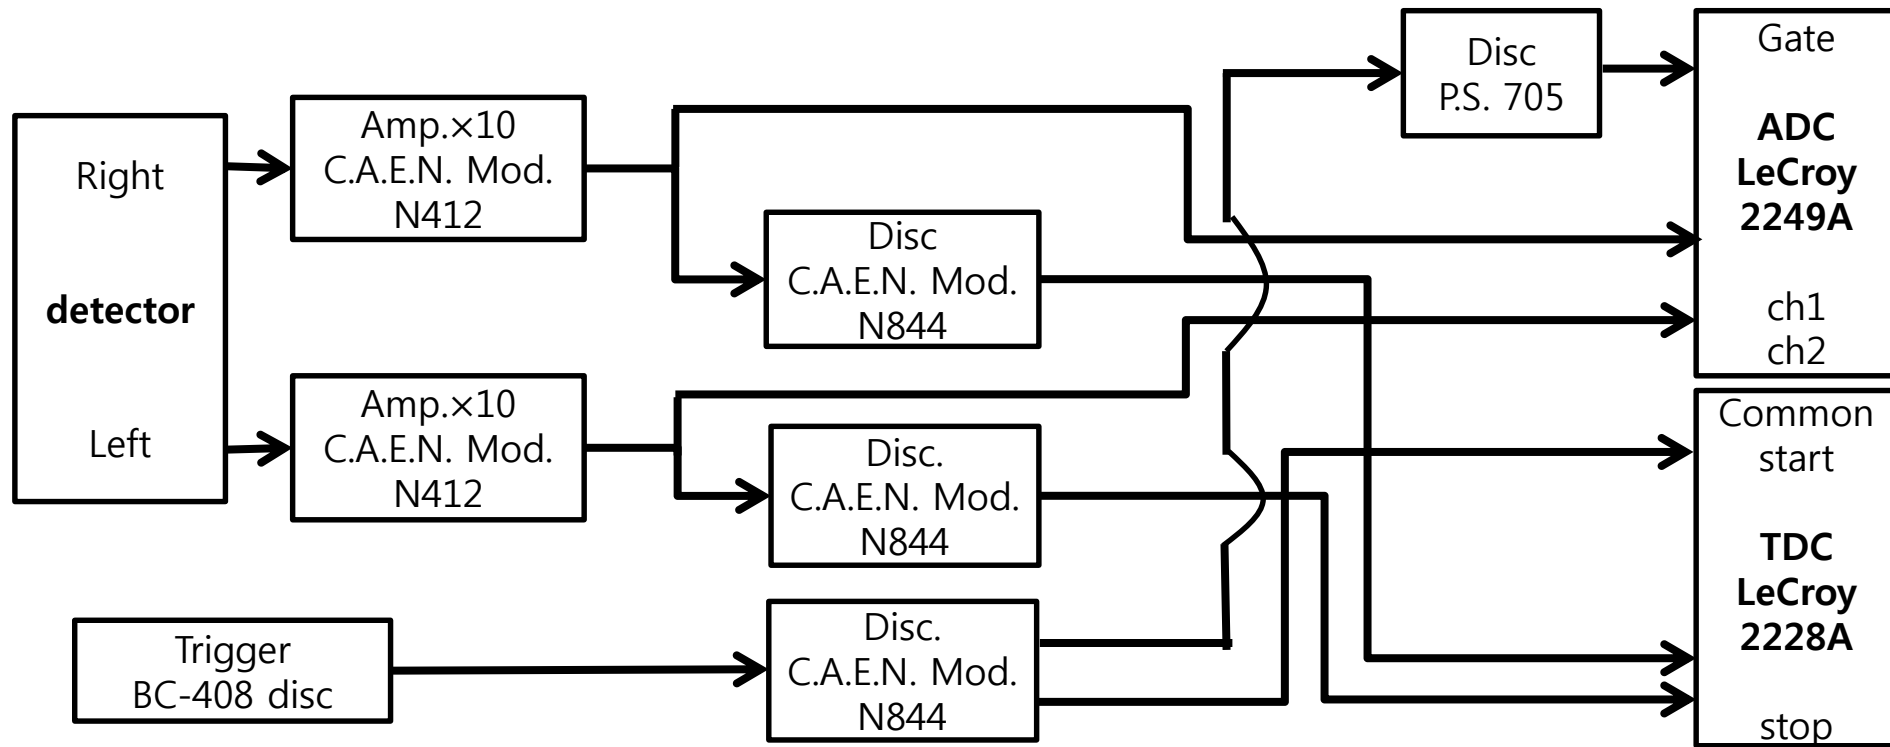 Right
detector
Left
Amp.×10
C.A.E.N. Mod.
N412
Amp.×10
C.A.E.N. Mod.
N412
Trigger
BC-408 disc
Disc
C.A.E.N. Mod.
N844
Disc.
C.A.E.N. Mod.
N844
Disc.
C.A.E.N. Mod.
N844
Disc
P.S. 705
Gate
ADC
LeCroy
2249A
ch1
ch2
Common
start
TDC
LeCroy
2228A
stop